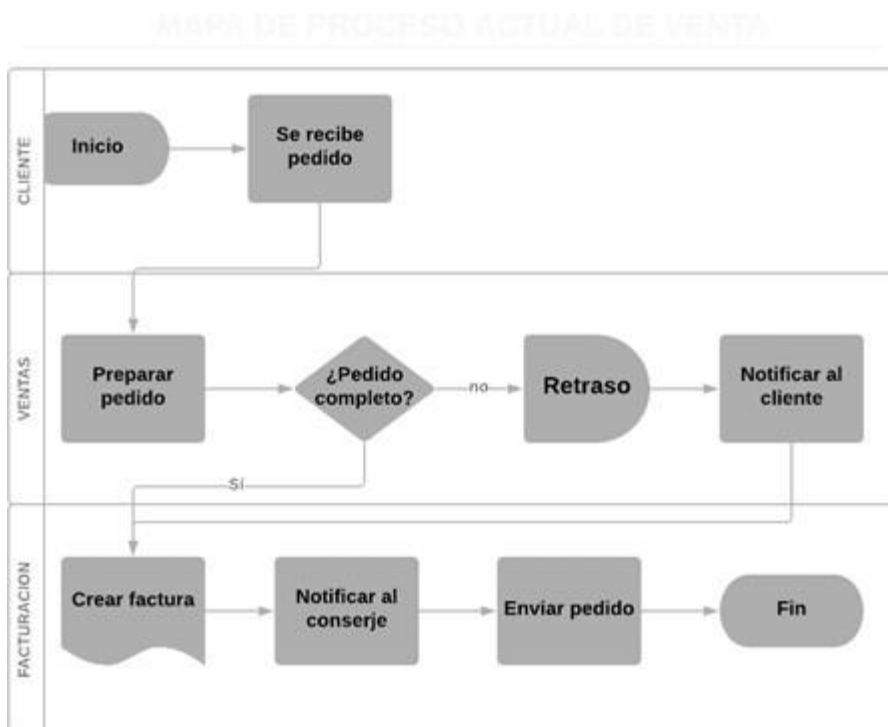 MAPA DE PROCESO ACTUAL DE VENTA
CLIENTE
Inicio
Se recibe
pedido
VENTAS
Preparar
pedido
¿Pedido
completo?
no
Retraso
Notificar al
cliente
Sí
FACTURACION
Crear factura
Notificar al
conserje
Enviar pedido
Fin